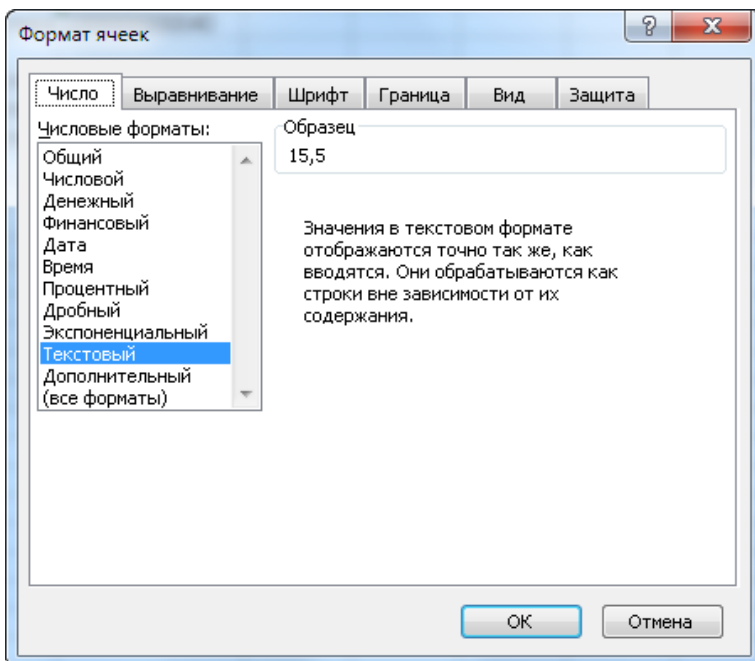 Формат ячеек
Число
Выравнивание
Шрифт
Граница
Вид
Защита
Числовые форматы:
Общий
Числовой
Денежный
Финансовый
Дата
Время
Процентный
Дробный
Экспоненциальный
Текстовый
Дополнительный
(все форматы)
Образец
15,5
Значения в текстовом формате
отображаются точно так же, как
вводятся. Они обрабатываются как
строки вне зависимости от их
содержания.
ОК
Отмена